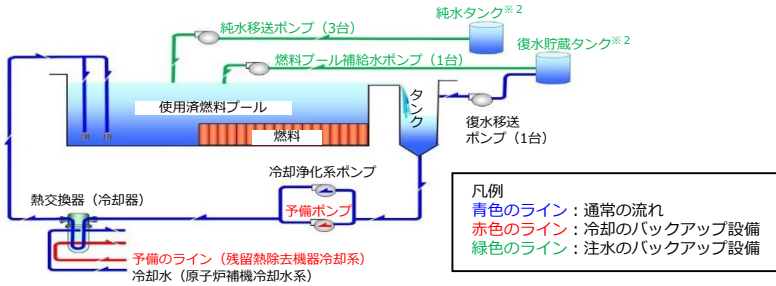 純水タンク※2
純水移送ポンプ（3台）
復水貯蔵タンク※2
燃料プール補給水ポンプ（1台）
タンク
使用済燃料プール
燃料
復水移送
ポンプ（1台）
冷却浄化系ポンプ
熱交換器（冷却器）
予備ポンプ
凡例
青色のライン：通常の流れ
赤色のライン：冷却のバックアップ設備
緑色のライン：注水のバックアップ設備
予備のライン（残留熱除去機器冷却系）
冷却水（原子炉補機冷却水系）